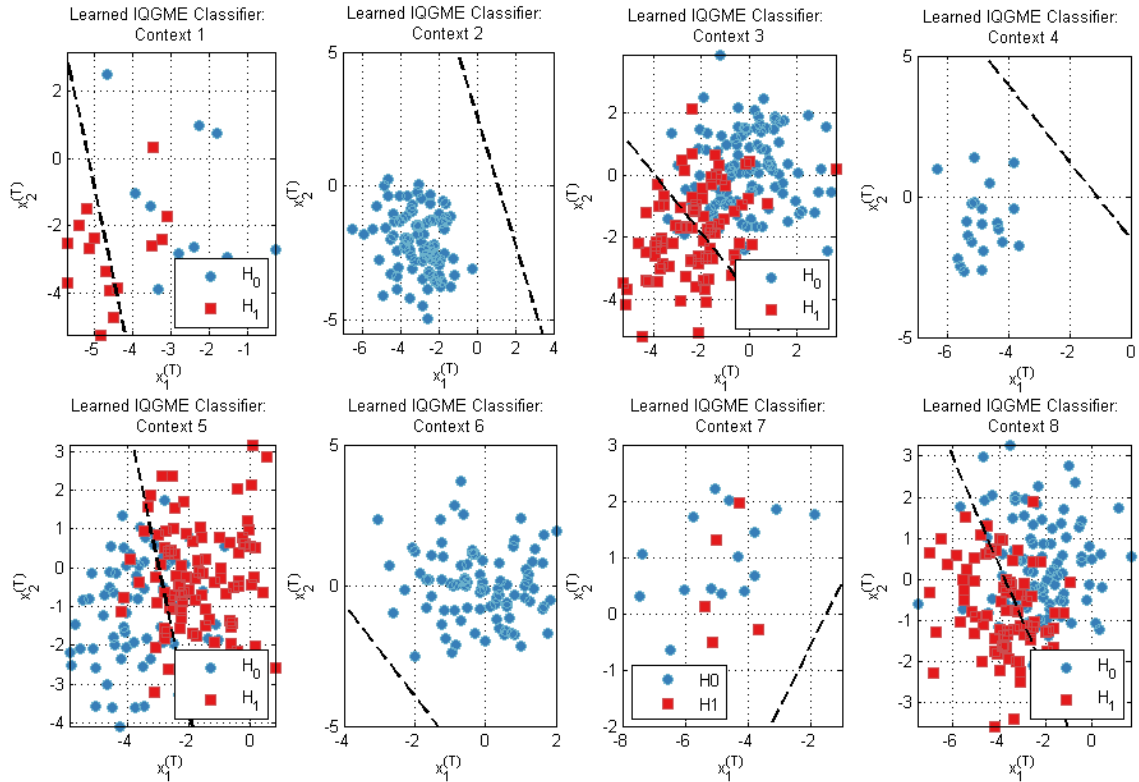 Learned IQGME Classifier:
Context 1
2
0
-2
-4
x₂⁽ᵀ⁾
-5 -4 -3 -2 -1
x₁⁽ᵀ⁾
H₀
H₁
Learned IQGME Classifier:
Context 2
5
0
-5
x₂⁽ᵀ⁾
-6 -4 -2 0 2 4
x₁⁽ᵀ⁾
Learned IQGME Classifier:
Context 3
2
0
-2
-4
x₂⁽ᵀ⁾
-4 -2 0 2
x₁⁽ᵀ⁾
H₀
H₁
Learned IQGME Classifier:
Context 4
5
0
-5
x₂⁽ᵀ⁾
-6 -4 -2 0
x₁⁽ᵀ⁾
Learned IQGME Classifier:
Context 5
3
2
1
0
-1
-2
-3
-4
x₂⁽ᵀ⁾
-4 -2 0
x₁⁽ᵀ⁾
H₀
H₁
Learned IQGME Classifier:
Context 6
5
0
-5
x₂⁽ᵀ⁾
-4 -2 0 2
x₁⁽ᵀ⁾
Learned IQGME Classifier:
Context 7
3
2
1
0
-1
-2
x₂⁽ᵀ⁾
-8 -7 -6 -5 -4 -3 -2 -1
x₁⁽ᵀ⁾
H0
H1
Learned IQGME Classifier:
Context 8
3
2
1
0
-1
-2
-3
x₂⁽ᵀ⁾
-6 -4 -2 0
x₁⁽ᵀ⁾
H₀
H₁